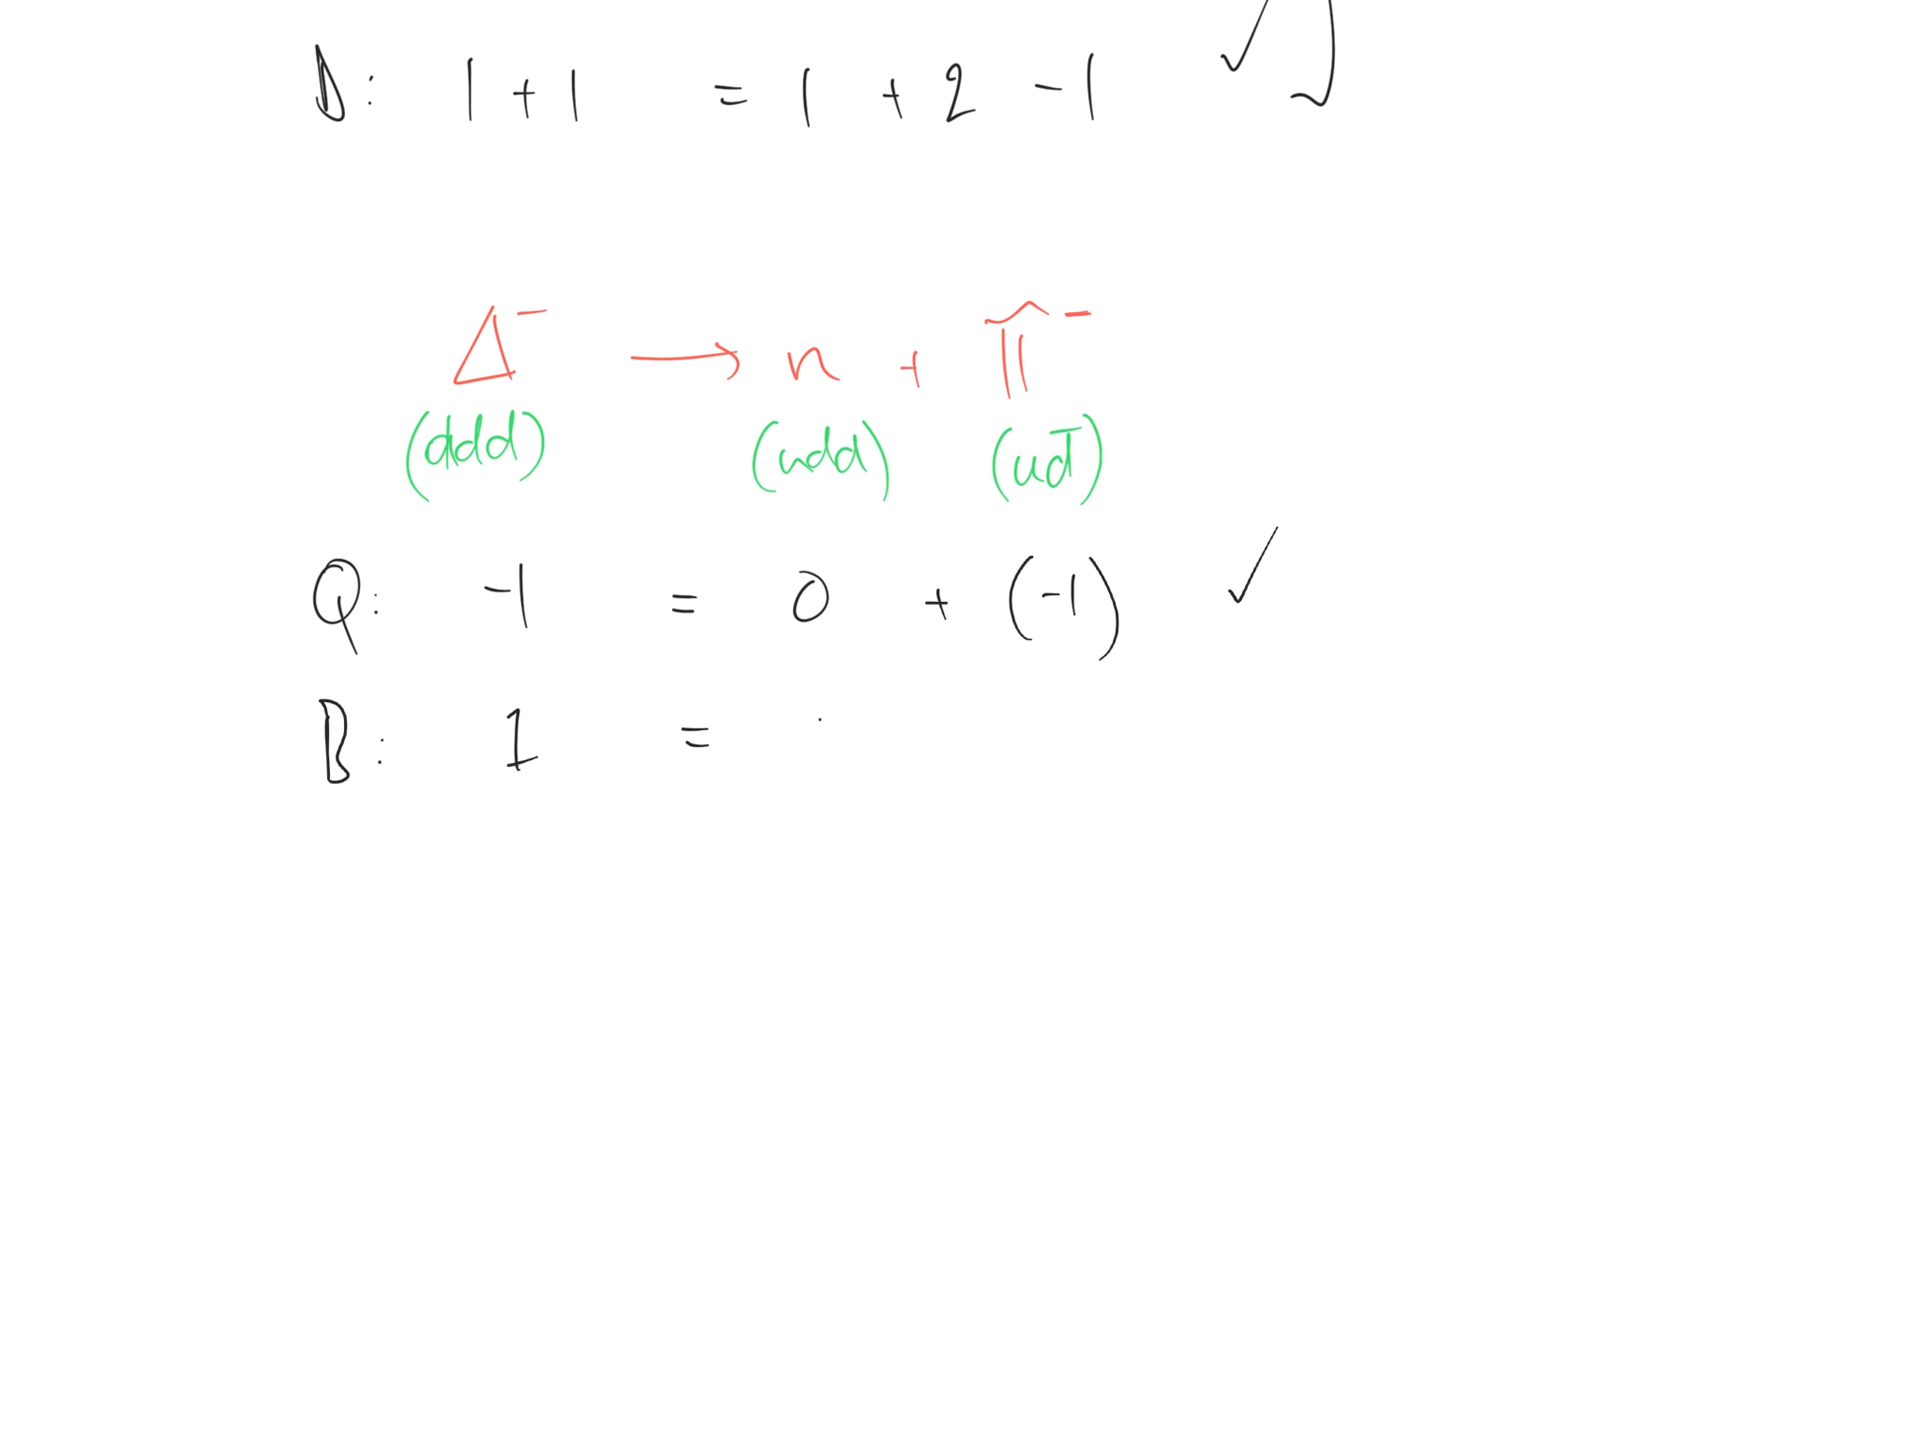 B: 1 + 1 = 1 + 2 - 1 ✓
Δ⁻ → n + π⁻
(ddd) (udd) (ud̅)
Q: -1 = 0 + (-1) ✓
B: 1 =